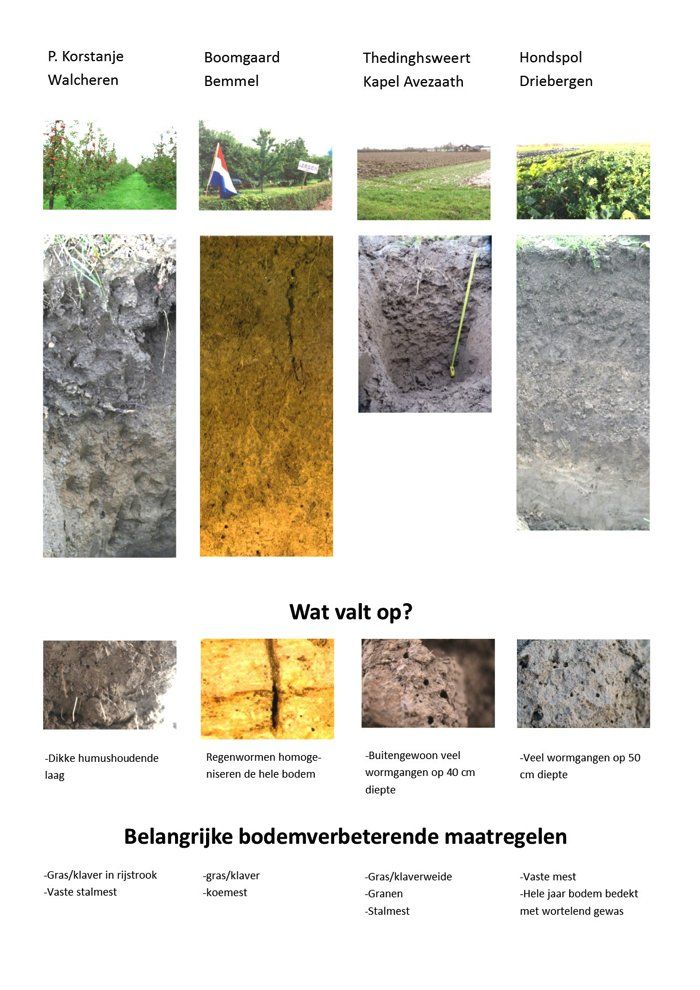 P. Korstanje
Walcheren
Boomgaard
Bemmel
Thedinghsweert
Kapel Avezaath
Hondspol
Driebergen
Wat valt op?
-Dikke humushoudende
laag
Regenwormen homoge-
niseren de hele bodem
-Buitengewoon veel
wormgangen op 40 cm
diepte
-Veel wormgangen op 50
cm diepte
Belangrijke bodemverbeterende maatregelen
-Gras/klaver in rijstrook
-Vaste stalmest
-gras/klaver
-koemest
-Gras/klaverweide
-Granen
-Stalmest
-Vaste mest
-Hele jaar bodem bedekt
met wortelend gewas